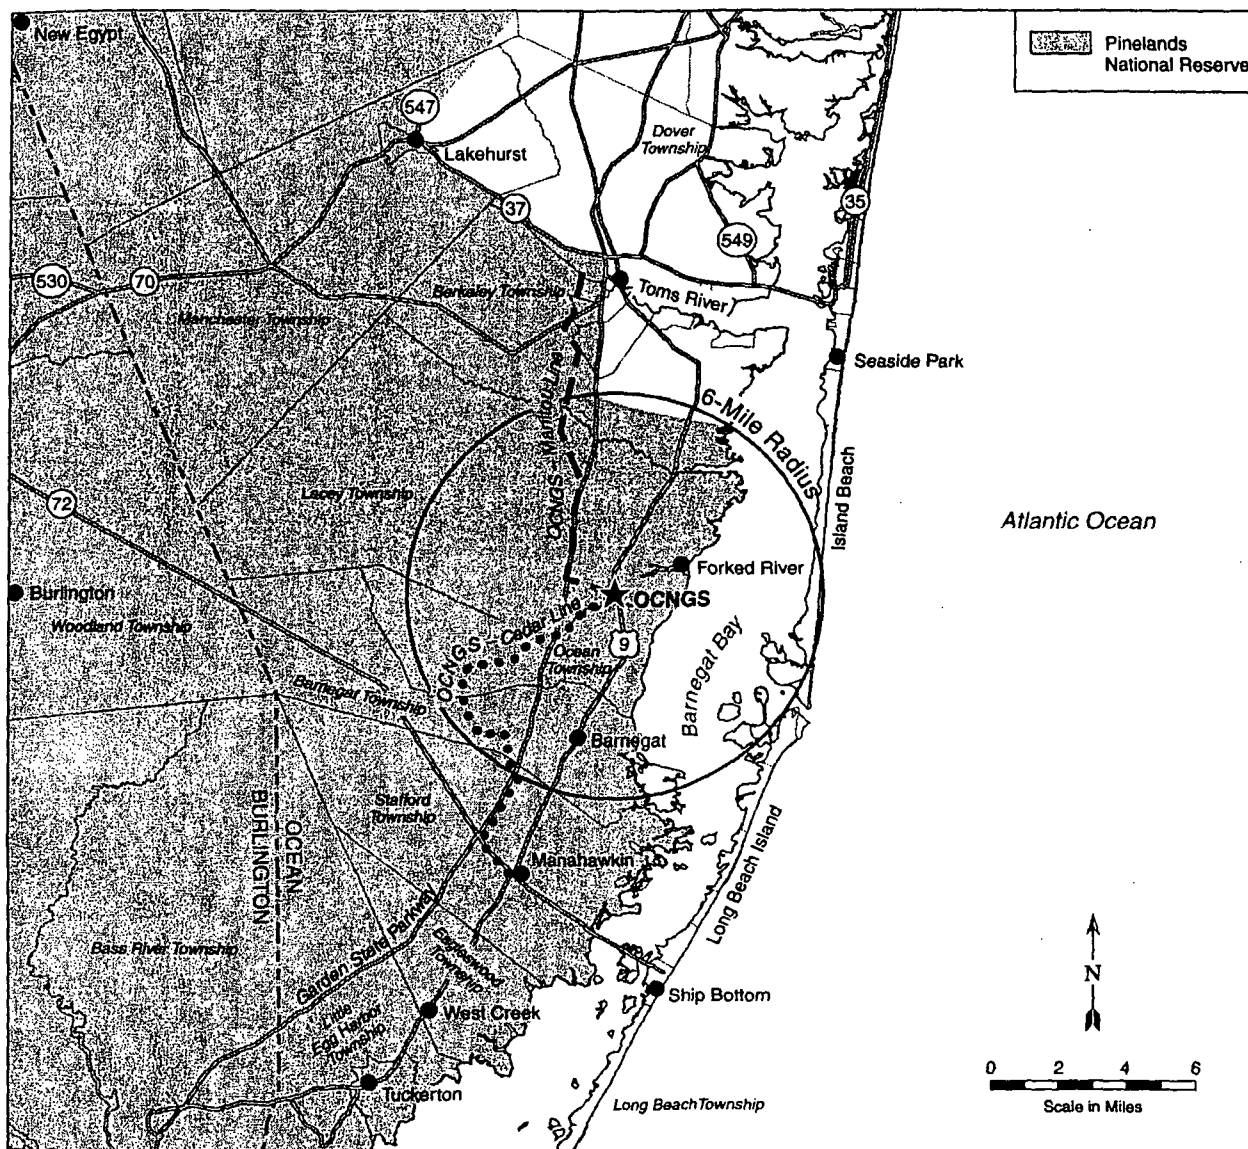 New Egypt
Pinelands
National Reserve
547
Lakehurst
Dover
Township
37
35
549
530
70
Berkeley Township
Toms River
Manchester Township
Seaside Park
6-Mile Radius
OCNGS – Manitou Line
72
Lacey Township
Island Beach
Atlantic Ocean
Forked River
Burlington
OCNGS
Woodland Township
OCNGS – Cedar Line
9
Ocean
Township
Barnegat Bay
Barnegat Township
Barnegat
Stafford
Township
OCEAN
BURLINGTON
Manahawkin
Long Beach Island
Garden State Parkway
Bass River Township
Eagleswood
Township
N
Ship Bottom
West Creek
Little
Egg Harbor
Township
Tuckerton
0 2 4 6
Scale in Miles
Long Beach Township